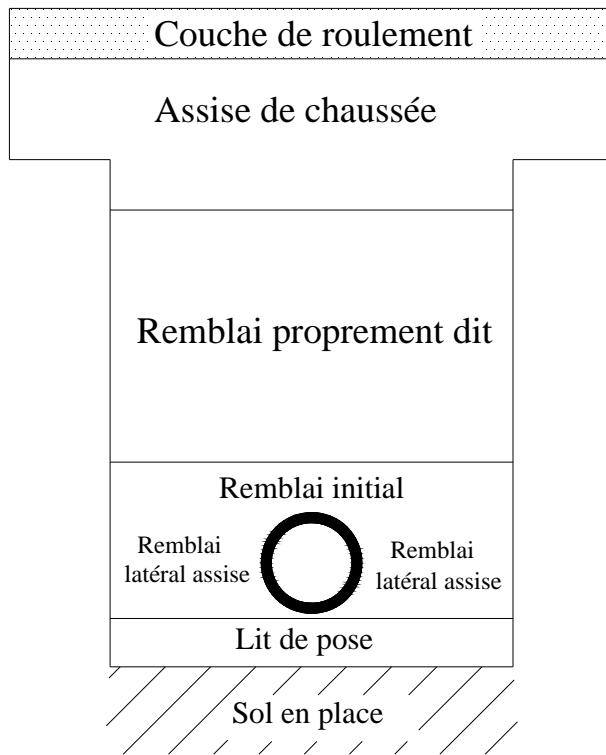 Couche de roulement
Assise de chaussée
Remblai proprement dit
Remblai initial
Remblai
latéral assise
Remblai
latéral assise
Lit de pose
Sol en place